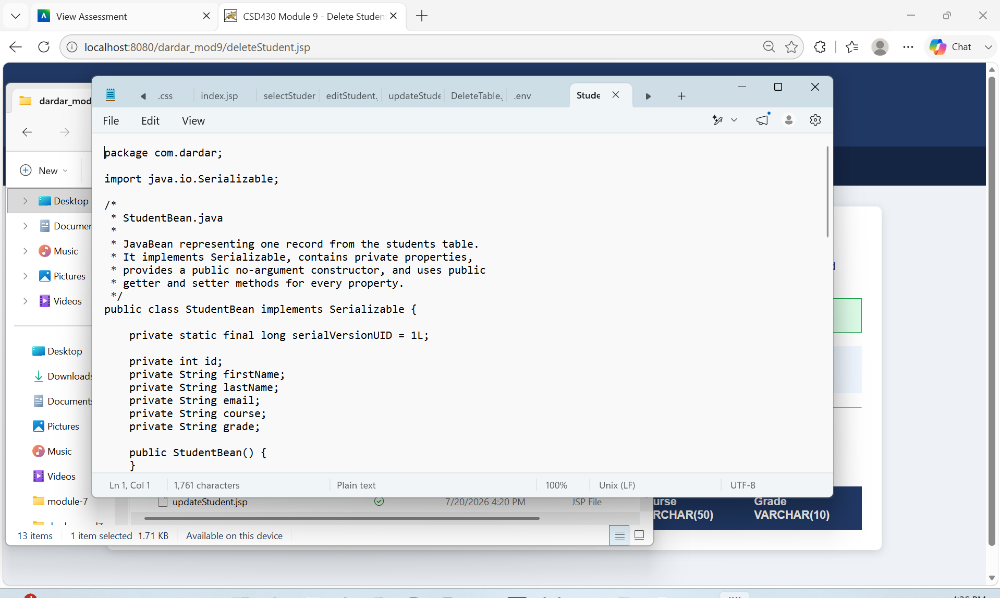 View Assessment
CSD430 Module 9 - Delete Studen
localhost:8080/dardar_mod9/deleteStudent.jsp
Chat
dardar_mod
.css
index.jsp
selectStuder
editStudent.
updateStude
DeleteTable.j
.env
Stude
File
Edit
View
New
Desktop
Documer
Music
Pictures
Videos
Desktop
Downloads
Documents
Pictures
Music
Videos
module-7
package com.dardar;
import java.io.Serializable;
/*
* StudentBean.java
*
* JavaBean representing one record from the students table.
* It implements Serializable, contains private properties,
* provides a public no-argument constructor, and uses public
* getter and setter methods for every property.
*/
public class StudentBean implements Serializable {
private static final long serialVersionUID = 1L;
private int id;
private String firstName;
private String lastName;
private String email;
private String course;
private String grade;
public StudentBean() {
}
Ln 1, Col 1
1,761 characters
Plain text
100%
Unix (LF)
UTF-8
updateStudent.jsp
7/20/2026 4:20 PM
JSP File
urse
RCHAR(50)
Grade
VARCHAR(10)
13 items
1 item selected 1.71 KB
Available on this device